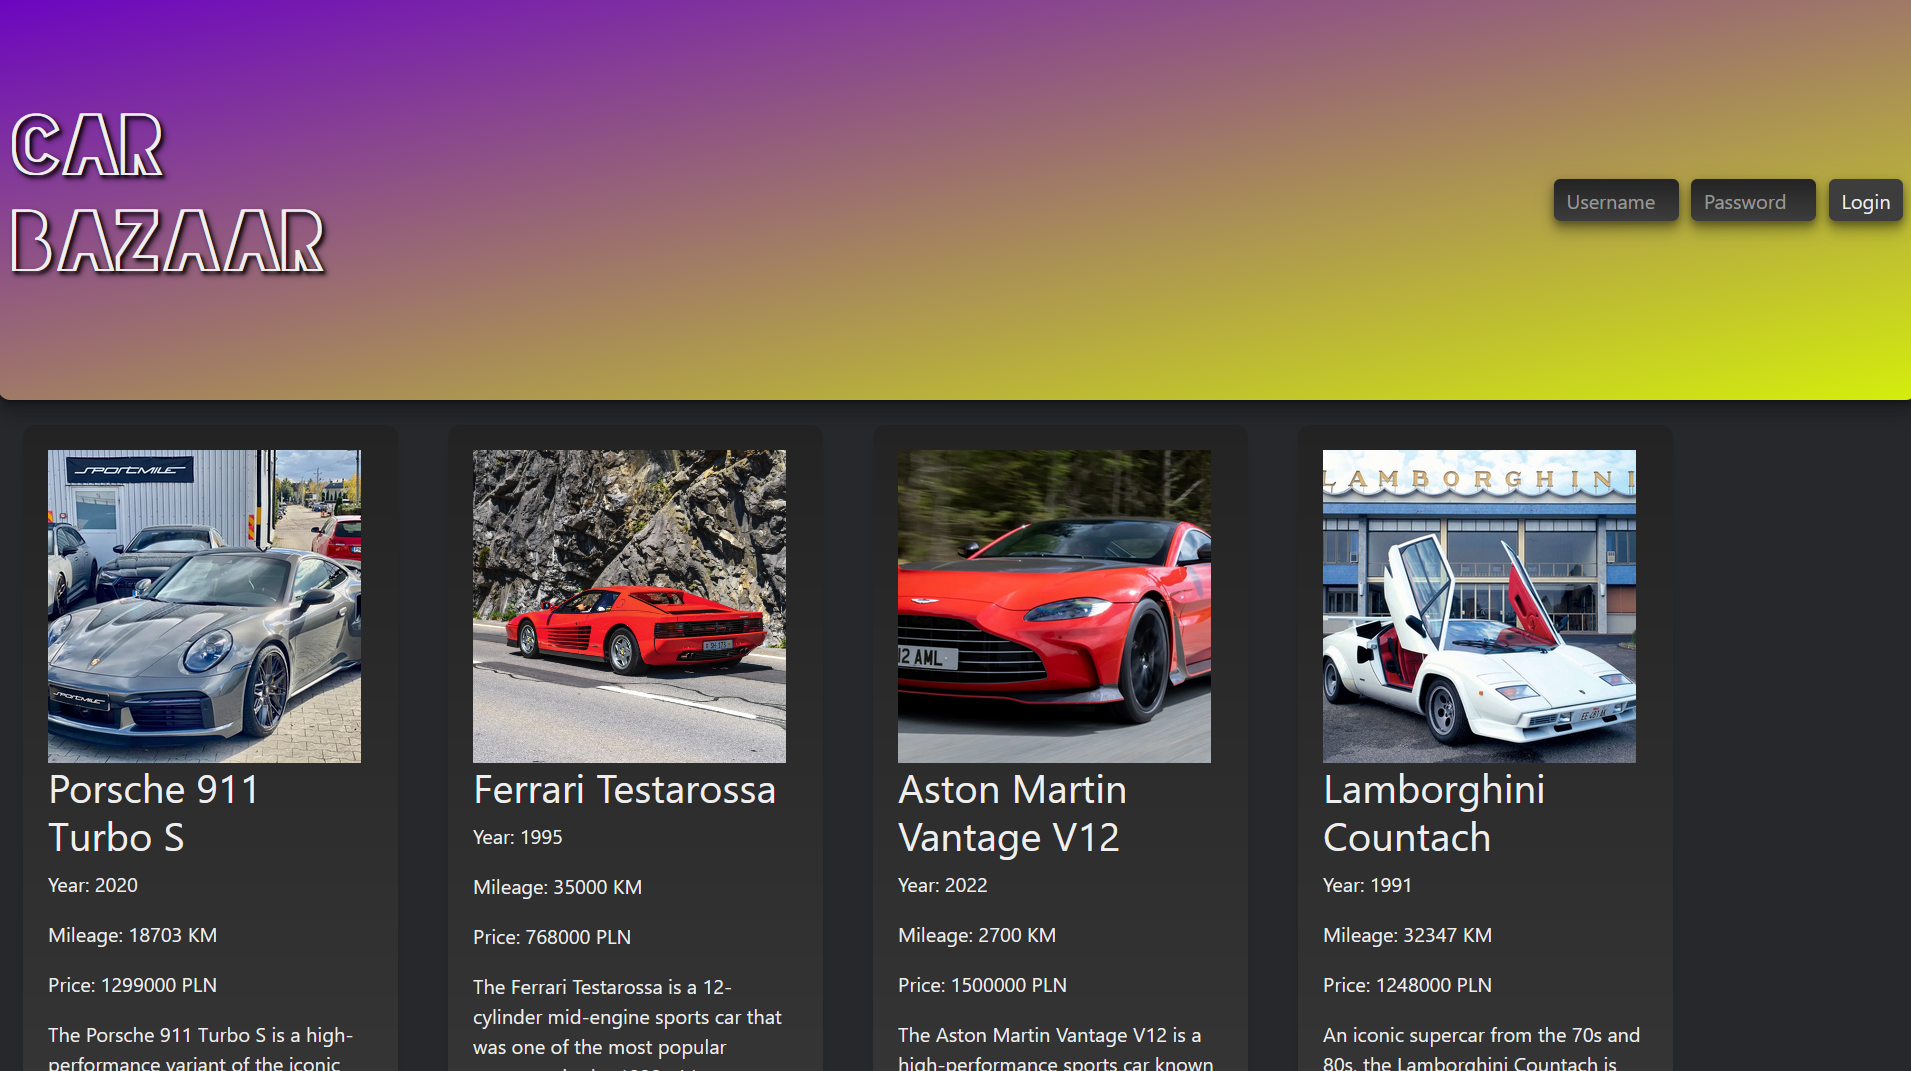 CAR
BAZAAR
Username
Password
Login
SPORTMILE
SPORTMILE
Porsche 911
Turbo S
Year: 2020
Mileage: 18703 KM
Price: 1299000 PLN
The Porsche 911 Turbo S is a high-
performance variant of the iconic
Ferrari Testarossa
Year: 1995
Mileage: 35000 KM
Price: 768000 PLN
The Ferrari Testarossa is a 12-
cylinder mid-engine sports car that
was one of the most popular
12 AML
Aston Martin
Vantage V12
Year: 2022
Mileage: 2700 KM
Price: 1500000 PLN
The Aston Martin Vantage V12 is a
high-performance sports car known
LAMBORGHINI
Lamborghini
Countach
Year: 1991
Mileage: 32347 KM
Price: 1248000 PLN
An iconic supercar from the 70s and
80s, the Lamborghini Countach is